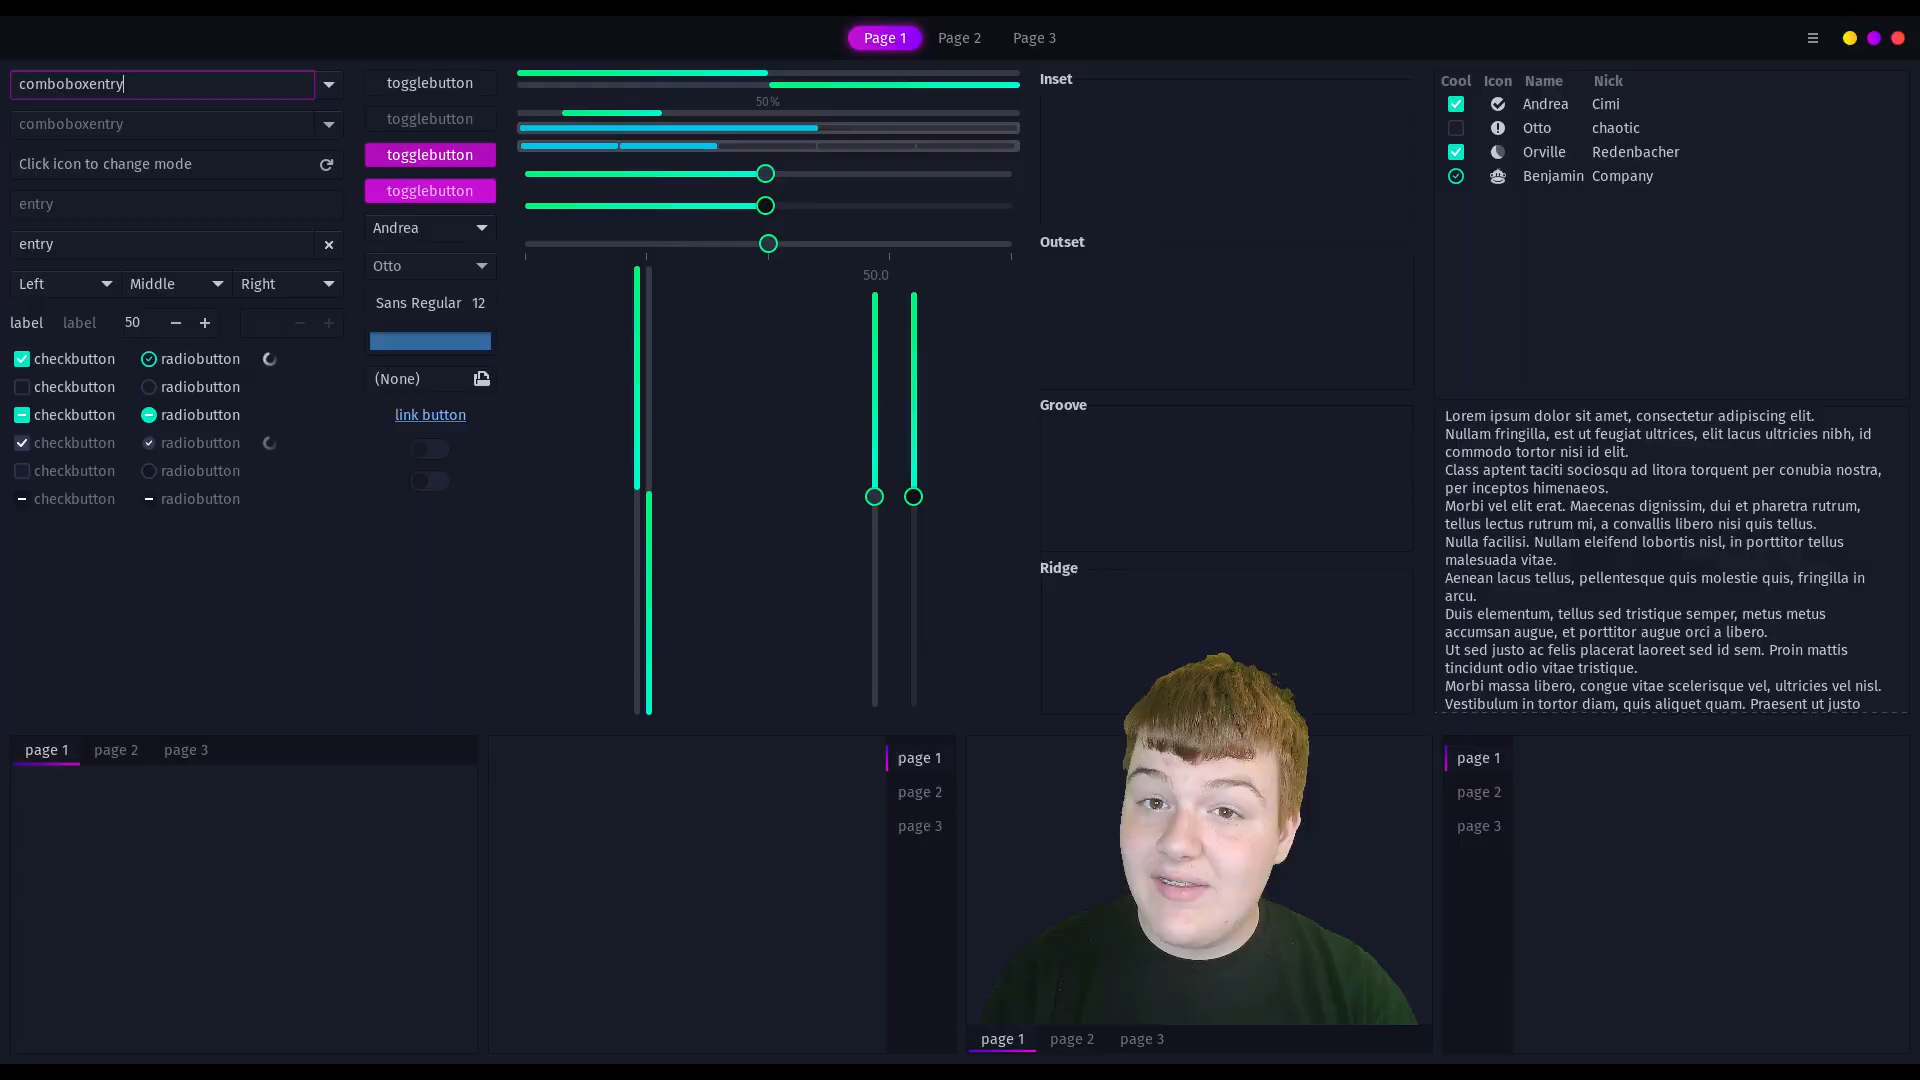 Page 1 Page 2 Page 3
comboboxentry
comboboxentry
Click icon to change mode
entry
entry
Left Middle Right
label label 50
checkbutton radiobutton
checkbutton radiobutton
checkbutton radiobutton
checkbutton radiobutton
checkbutton radiobutton
checkbutton radiobutton
togglebutton
togglebutton
togglebutton
togglebutton
Andrea
Otto
Sans Regular 12
(None)
link button
50%
50.0
Inset
Outset
Groove
Ridge
Cool Icon Name Nick
Andrea Cimi
Otto chaotic
Orville Redenbacher
Benjamin Company
Lorem ipsum dolor sit amet, consectetur adipiscing elit.
Nullam fringilla, est ut feugiat ultrices, elit lacus ultricies nibh, id
commodo tortor nisi id elit.
Class aptent taciti sociosqu ad litora torquent per conubia nostra,
per inceptos himenaeos.
Morbi vel elit erat. Maecenas dignissim, dui et pharetra rutrum,
tellus lectus rutrum mi, a convallis libero nisi quis tellus.
Nulla facilisi. Nullam eleifend lobortis nisl, in porttitor tellus
malesuada vitae.
Aenean lacus tellus, pellentesque quis molestie quis, fringilla in
arcu.
Duis elementum, tellus sed tristique semper, metus metus
accumsan augue, et porttitor augue orci a libero.
Ut sed justo ac felis placerat laoreet sed id sem. Proin mattis
tincidunt odio vitae tristique.
Morbi massa libero, congue vitae scelerisque vel, ultricies vel nisl.
Vestibulum in tortor diam, quis aliquet quam. Praesent ut justo
page 1 page 2 page 3
page 1
page 2
page 3
page 1 page 2 page 3
page 1
page 2
page 3